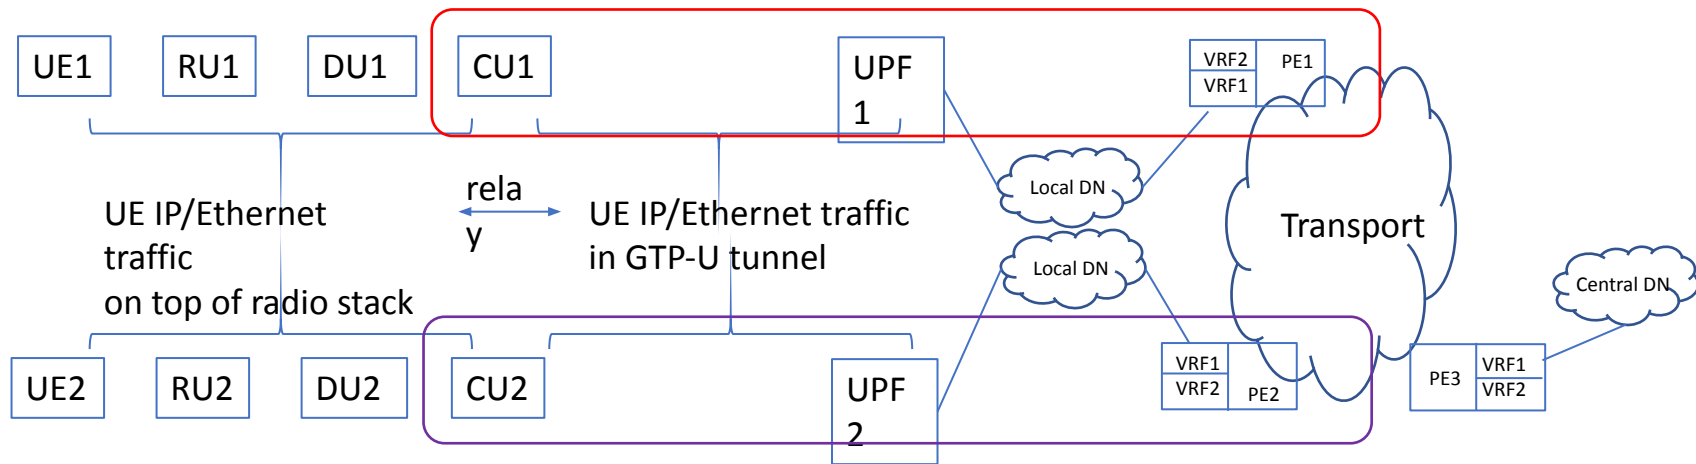 UE1
RU1
DU1
CU1
UPF
1
VRF2
VRF1
PE1
Local DN
rela
y
UE IP/Ethernet
traffic
on top of radio stack
UE IP/Ethernet traffic
in GTP-U tunnel
Transport
Local DN
Central DN
UE2
RU2
DU2
CU2
UPF
2
VRF1
VRF2
PE2
PE3
VRF1
VRF2